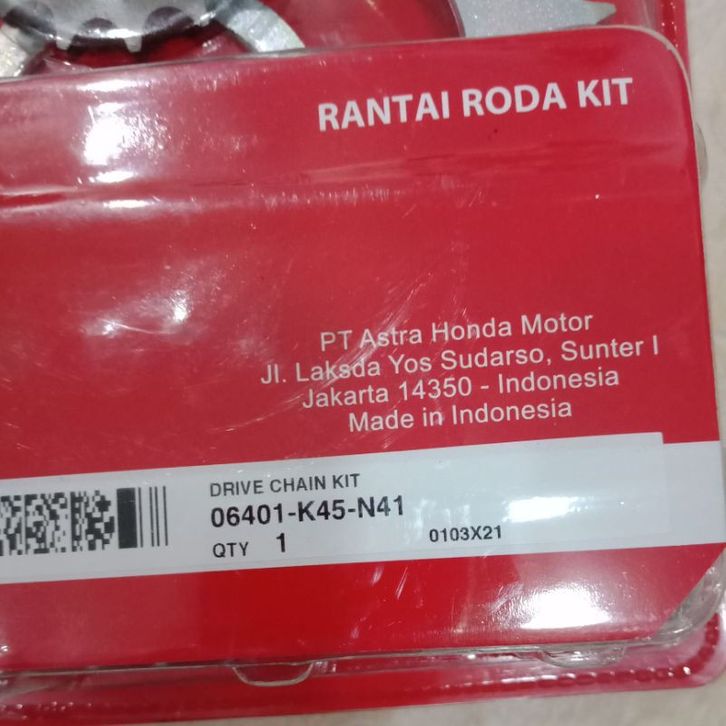 RANTAI RODA KIT
PT Astra Honda Motor
Jl. Laksda Yos Sudarso, Sunter I
Jakarta 14350 - Indonesia
Made in Indonesia
DRIVE CHAIN KIT
06401-K45-N41
QTY 1 0103X21